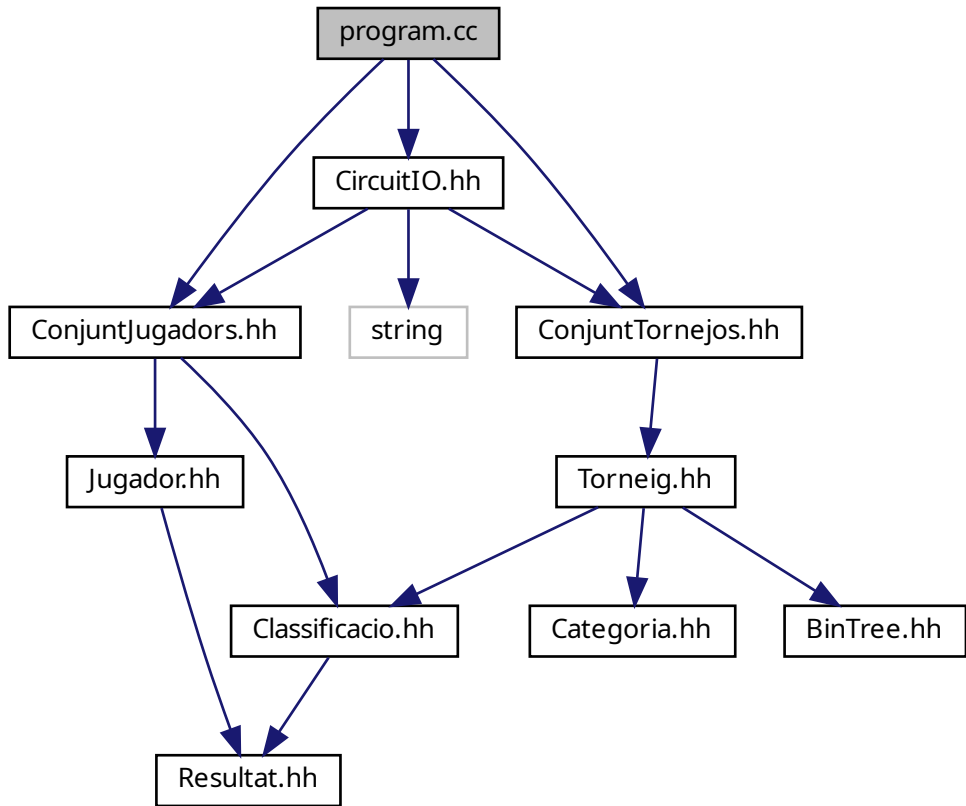 program.cc
CircuitIO.hh
ConjuntJugadors.hh
string
ConjuntTornejos.hh
Jugador.hh
Torneig.hh
Classificacio.hh
Categoria.hh
BinTree.hh
Resultat.hh